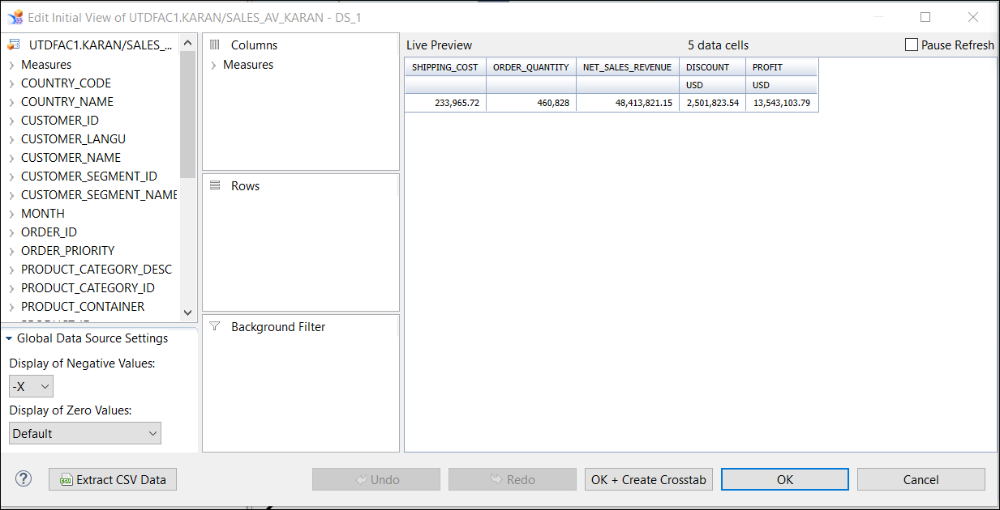 Edit Initial View of UTDFAC1.KARAN/SALES_AV_KARAN - DS_1
UTDFAC1.KARAN/SALES_...
Measures
COUNTRY_CODE
COUNTRY_NAME
CUSTOMER_ID
CUSTOMER_LANGU
CUSTOMER_NAME
CUSTOMER_SEGMENT_ID
CUSTOMER_SEGMENT_NAME
MONTH
ORDER_ID
ORDER_PRIORITY
PRODUCT_CATEGORY_DESC
PRODUCT_CATEGORY_ID
PRODUCT_CONTAINER
Global Data Source Settings
Display of Negative Values:
-X
Display of Zero Values:
Default
Columns
Measures
Rows
Background Filter
Live Preview 5 data cells Pause Refresh
SHIPPING_COST ORDER_QUANTITY NET_SALES_REVENUE DISCOUNT PROFIT
USD USD
233,965.72 460,828 48,413,821.15 2,501,823.54 13,543,103.79
? Extract CSV Data Undo Redo OK + Create Crosstab OK Cancel